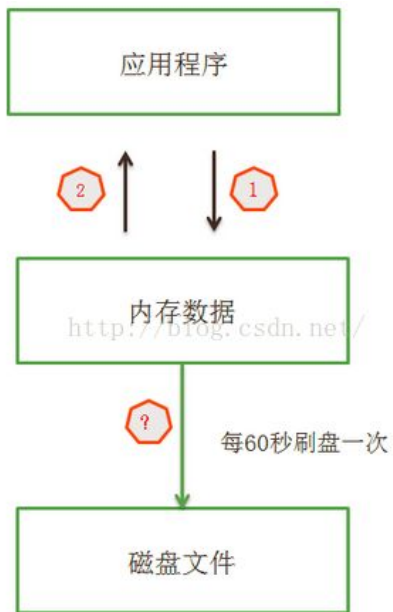 应用程序
2
1
内存数据
http://blog.csdn.net/
?
每60秒刷盘一次
磁盘文件